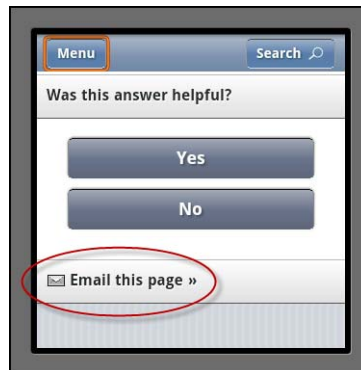 Menu
Search
Was this answer helpful?
Yes
No
Email this page »